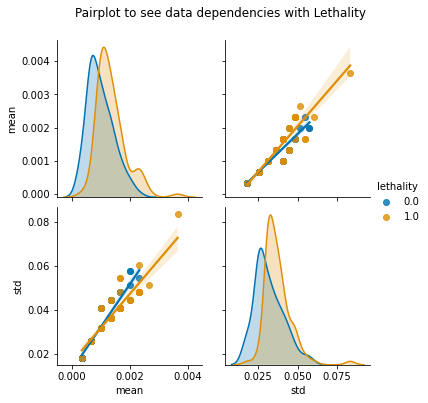 Pairplot to see data dependencies with Lethality
0.004
0.003
mean
0.002
0.001
0.000
lethality
0.0
1.0
0.08
0.06
std
0.04
0.02
0.000 0.002 0.004 0.025 0.050 0.075
mean std